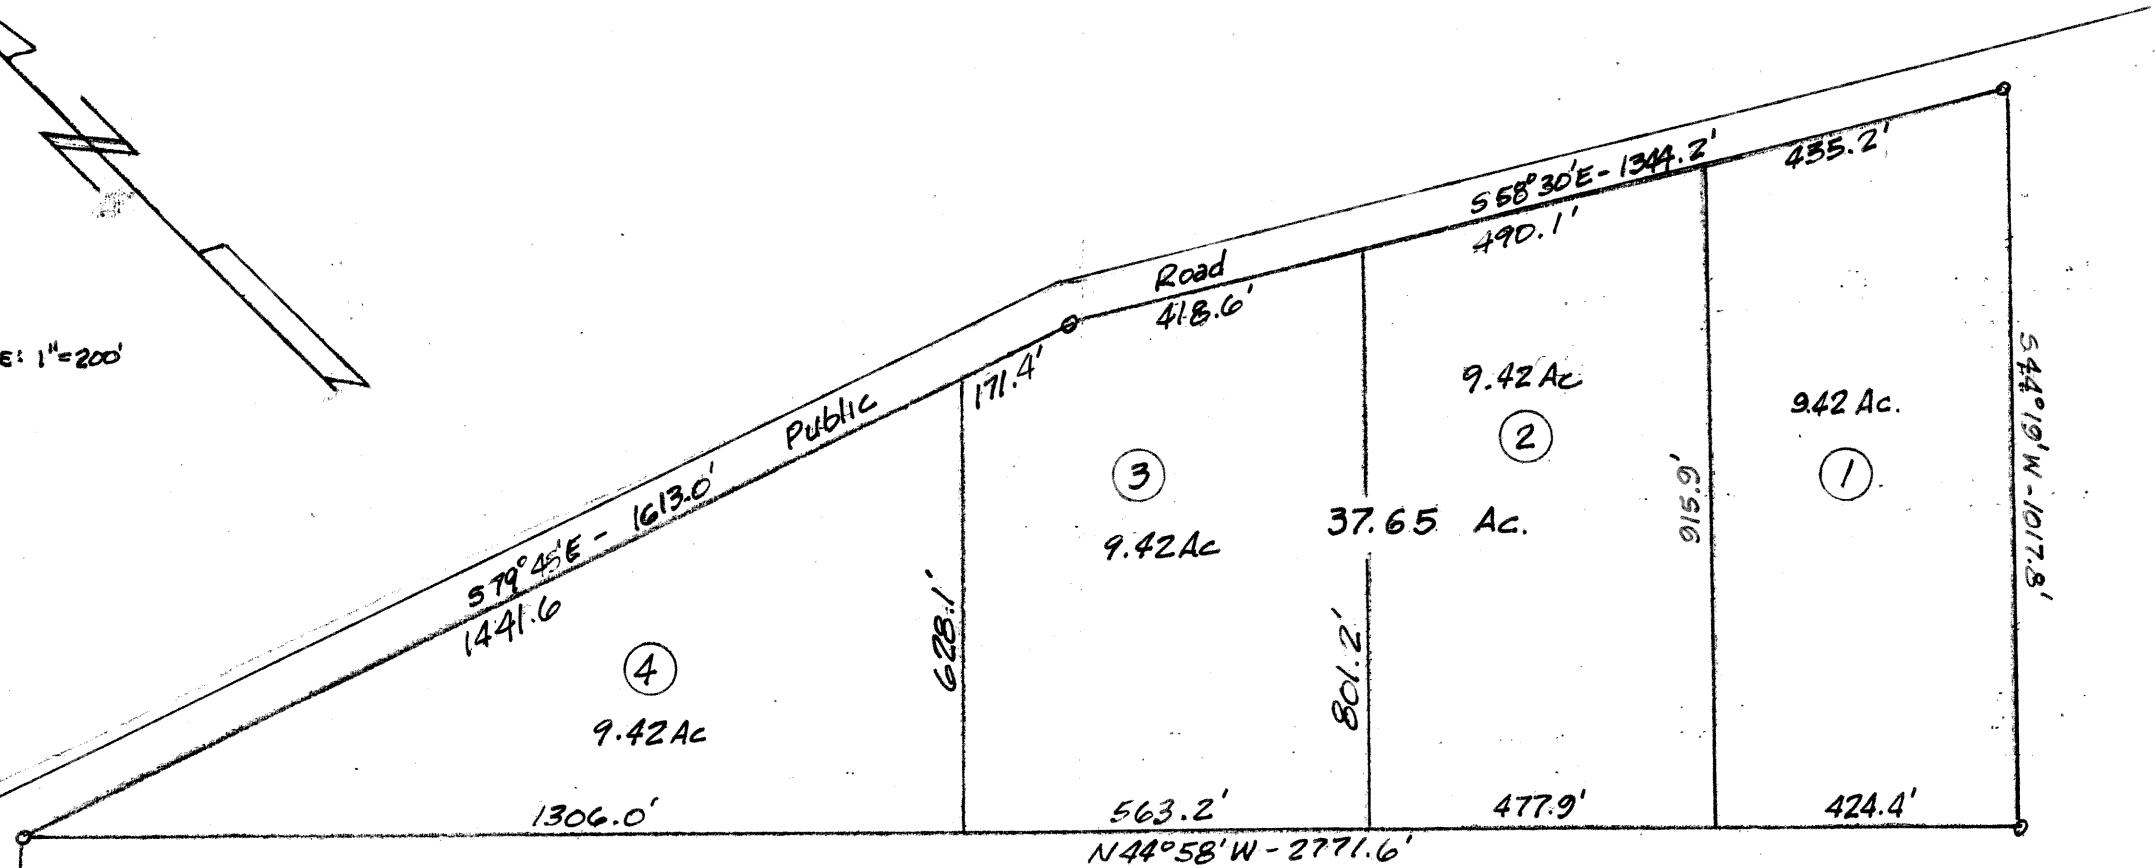 E: 1"=200'
S 58° 30' E - 1344.2'
435.2'
490.1'
Road
418.6'
171.4'
Public
S 79° 45' E - 1613.0'
1441.6
9.42 Ac
2
9.42 Ac.
1
3
9.42 Ac
37.65 Ac.
915.9'
S 44° 19' W - 1017.8'
628.1'
801.2'
4
9.42 Ac
1306.0'
563.2'
477.9'
424.4'
N 44° 58' W - 2771.6'